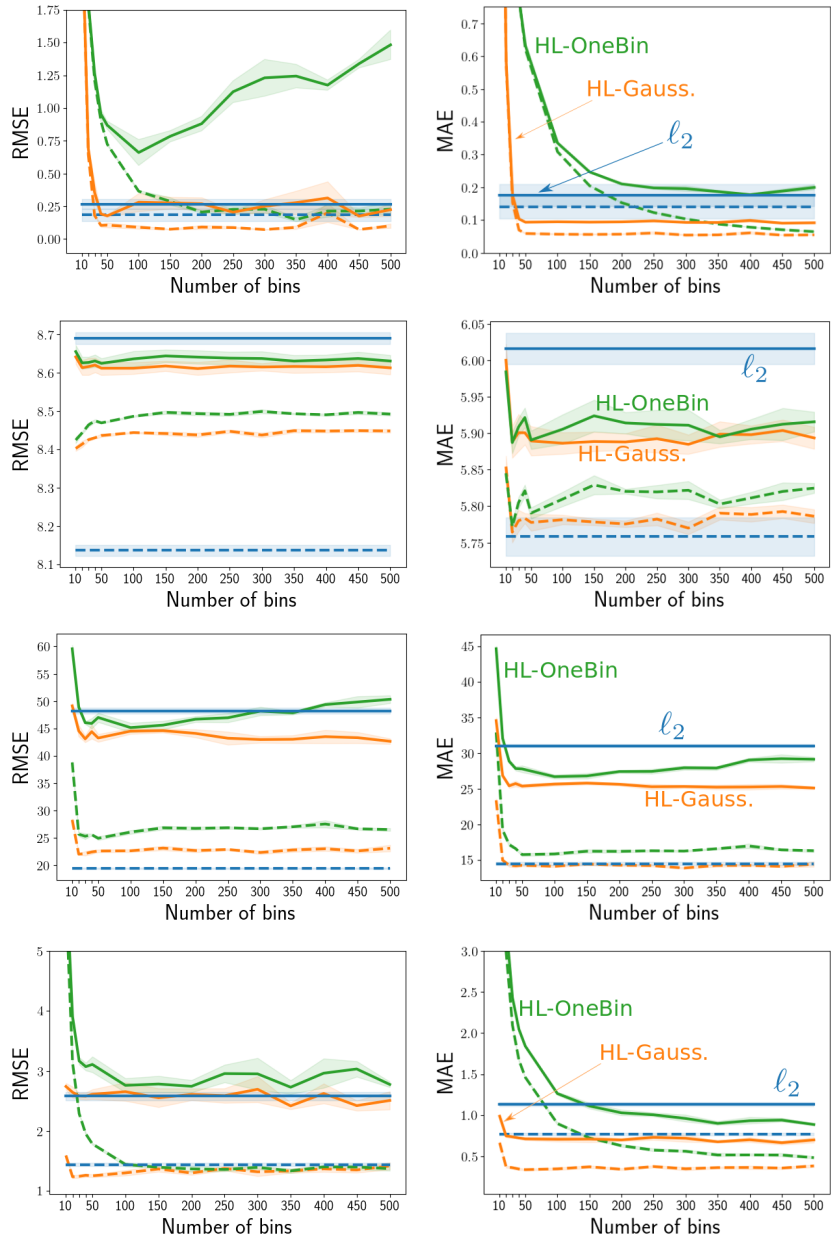 1.75
1.50
1.25
1.00
0.75
0.50
0.25
0.00
RMSE
10 50 100 150 200 250 300 350 400 450 500
Number of bins
0.7
0.6
0.5
0.4
0.3
0.2
0.1
0.0
MAE
HL-OneBin
HL-Gauss.
ℓ2
10 50 100 150 200 250 300 350 400 450 500
Number of bins
8.7
8.6
8.5
8.4
8.3
8.2
8.1
RMSE
10 50 100 150 200 250 300 350 400 450 500
Number of bins
6.05
6.00
5.95
5.90
5.85
5.80
5.75
MAE
ℓ2
HL-OneBin
HL-Gauss.
10 50 100 150 200 250 300 350 400 450 500
Number of bins
60
55
50
45
40
35
30
25
20
RMSE
10 50 100 150 200 250 300 350 400 450 500
Number of bins
45
40
35
30
25
20
15
MAE
HL-OneBin
ℓ2
HL-Gauss.
10 50 100 150 200 250 300 350 400 450 500
Number of bins
5
4
3
2
1
RMSE
10 50 100 150 200 250 300 350 400 450 500
Number of bins
3.0
2.5
2.0
1.5
1.0
0.5
MAE
HL-OneBin
HL-Gauss.
ℓ2
10 50 100 150 200 250 300 350 400 450 500
Number of bins